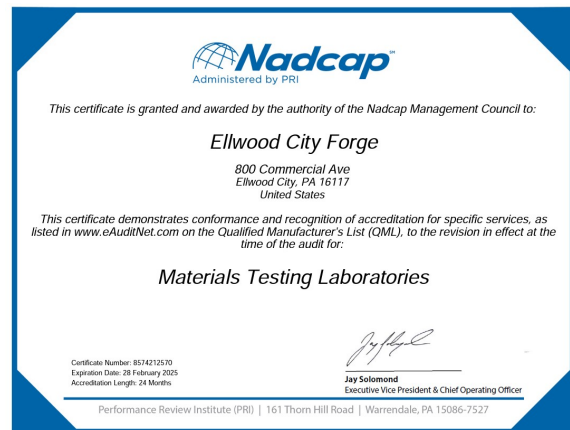 Nadcap℠
Administered by PRI
This certificate is granted and awarded by the authority of the Nadcap Management Council to:
Ellwood City Forge
800 Commercial Ave
Ellwood City, PA 16117
United States
This certificate demonstrates conformance and recognition of accreditation for specific services, as
listed in www.eAuditNet.com on the Qualified Manufacturer's List (QML), to the revision in effect at the
time of the audit for:
Materials Testing Laboratories
Certificate Number: 8574212570
Expiration Date: 28 February 2025
Accreditation Length: 24 Months
Jay Solomond
Executive Vice President & Chief Operating Officer
Performance Review Institute (PRI) | 161 Thorn Hill Road | Warrendale, PA 15086-7527